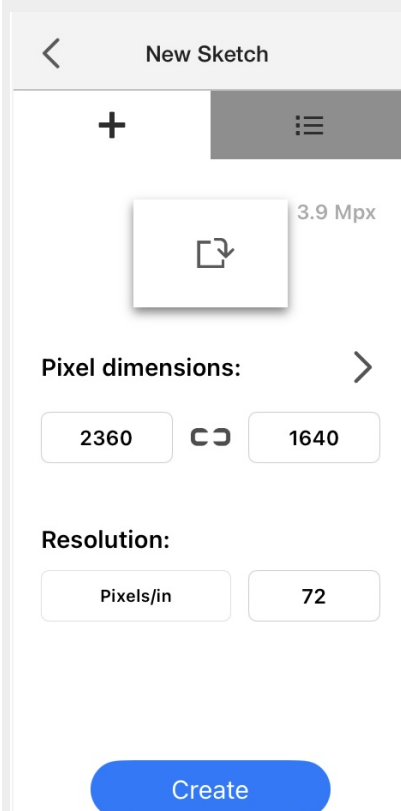 New Sketch
3.9 Mpx
Pixel dimensions:
2360 1640
Resolution:
Pixels/in 72
Create